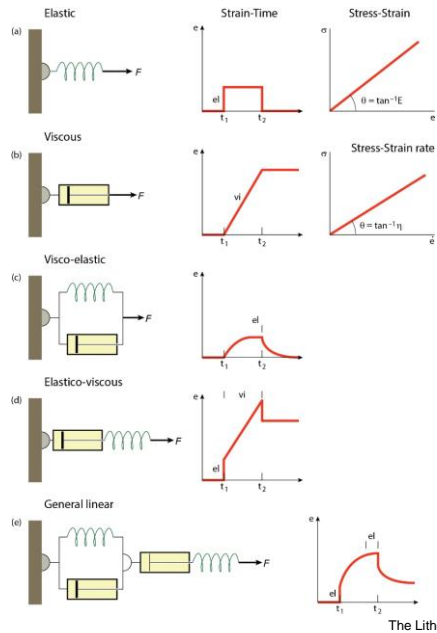 Elastic Strain-Time Stress-Strain
(a) F
e el t1 t2
σ θ = tan⁻¹E e
Viscous Stress-Strain rate
(b) F
e vi t1 t2
σ θ = tan⁻¹η ė
Visco-elastic
(c) F
e el t1 t2
Elastico-viscous
(d) F
e el vi t1 t2
General linear
(e) F
e el el t1 t2
The Lith